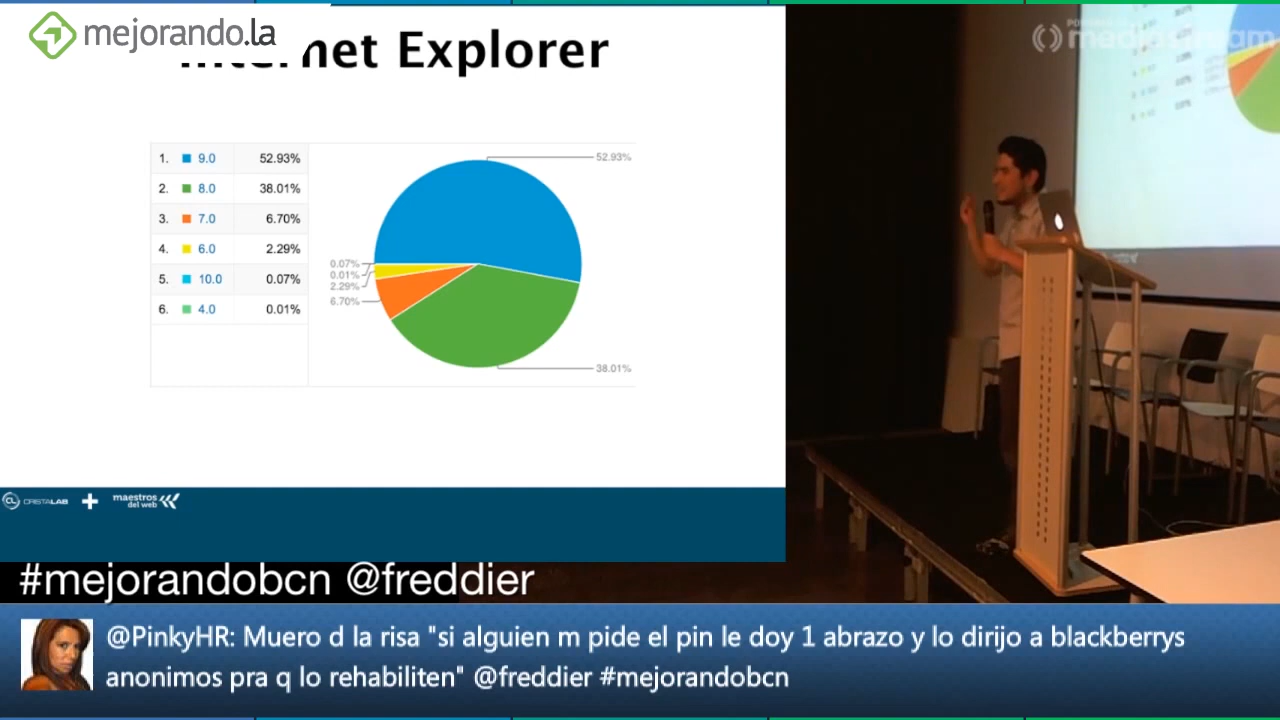 mejorando.la
Internet Explorer
1. 9.0 52.93%
2. 8.0 38.01%
3. 7.0 6.70%
4. 6.0 2.29%
5. 10.0 0.07%
6. 4.0 0.01%
52.93%
0.07%
0.01%
2.29%
6.70%
38.01%
CRISTALAB
maestros
del web
mediastream
#mejorandobcn @freddier
@PinkyHR: Muero d la risa "si alguien m pide el pin le doy 1 abrazo y lo dirijo a blackberrys
anonimos pra q lo rehabiliten" @freddier #mejorandobcn